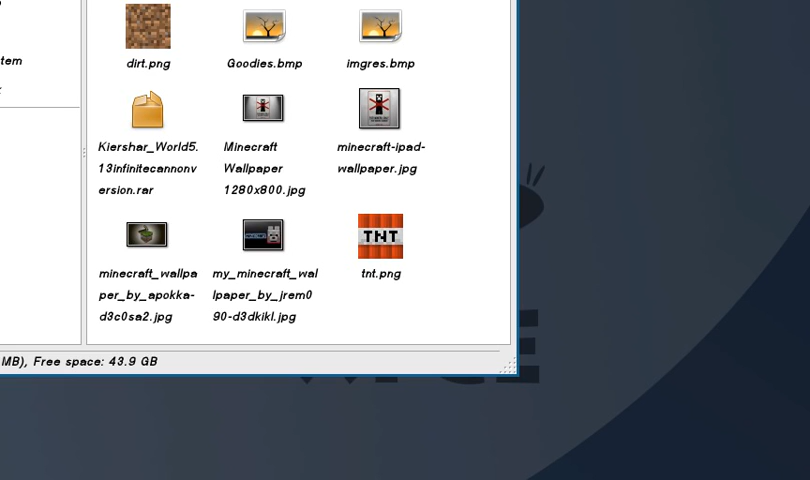 tem
dirt.png
Goodies.bmp
imgres.bmp
Kiershar_World5.
13infinitecannonv
ersion.rar
Minecraft
Wallpaper
1280x800.jpg
minecraft-ipad-
wallpaper.jpg
TNT
minecraft_wallpa
per_by_apokka-
d3c0sa2.jpg
my_minecraft_wal
lpaper_by_jrem0
90-d3dkikl.jpg
tnt.png
MB), Free space: 43.9 GB